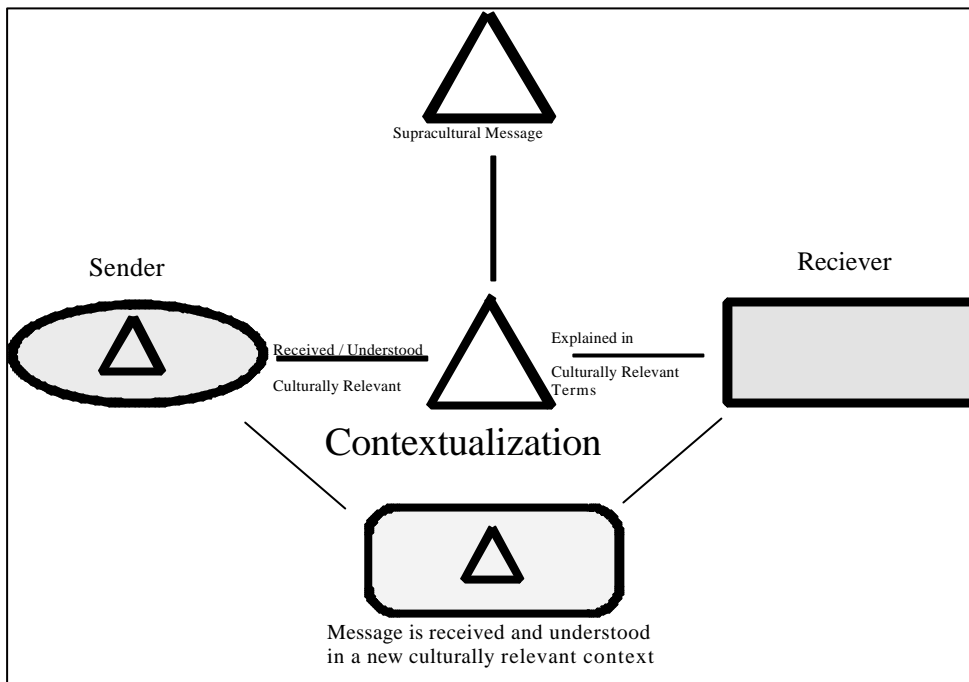 Supracultural Message
Sender
Reciever
Received / Understood
Culturally Relevant
Explained in
Culturally Relevant
Terms
Contextualization
Message is received and understood
in a new culturally relevant context